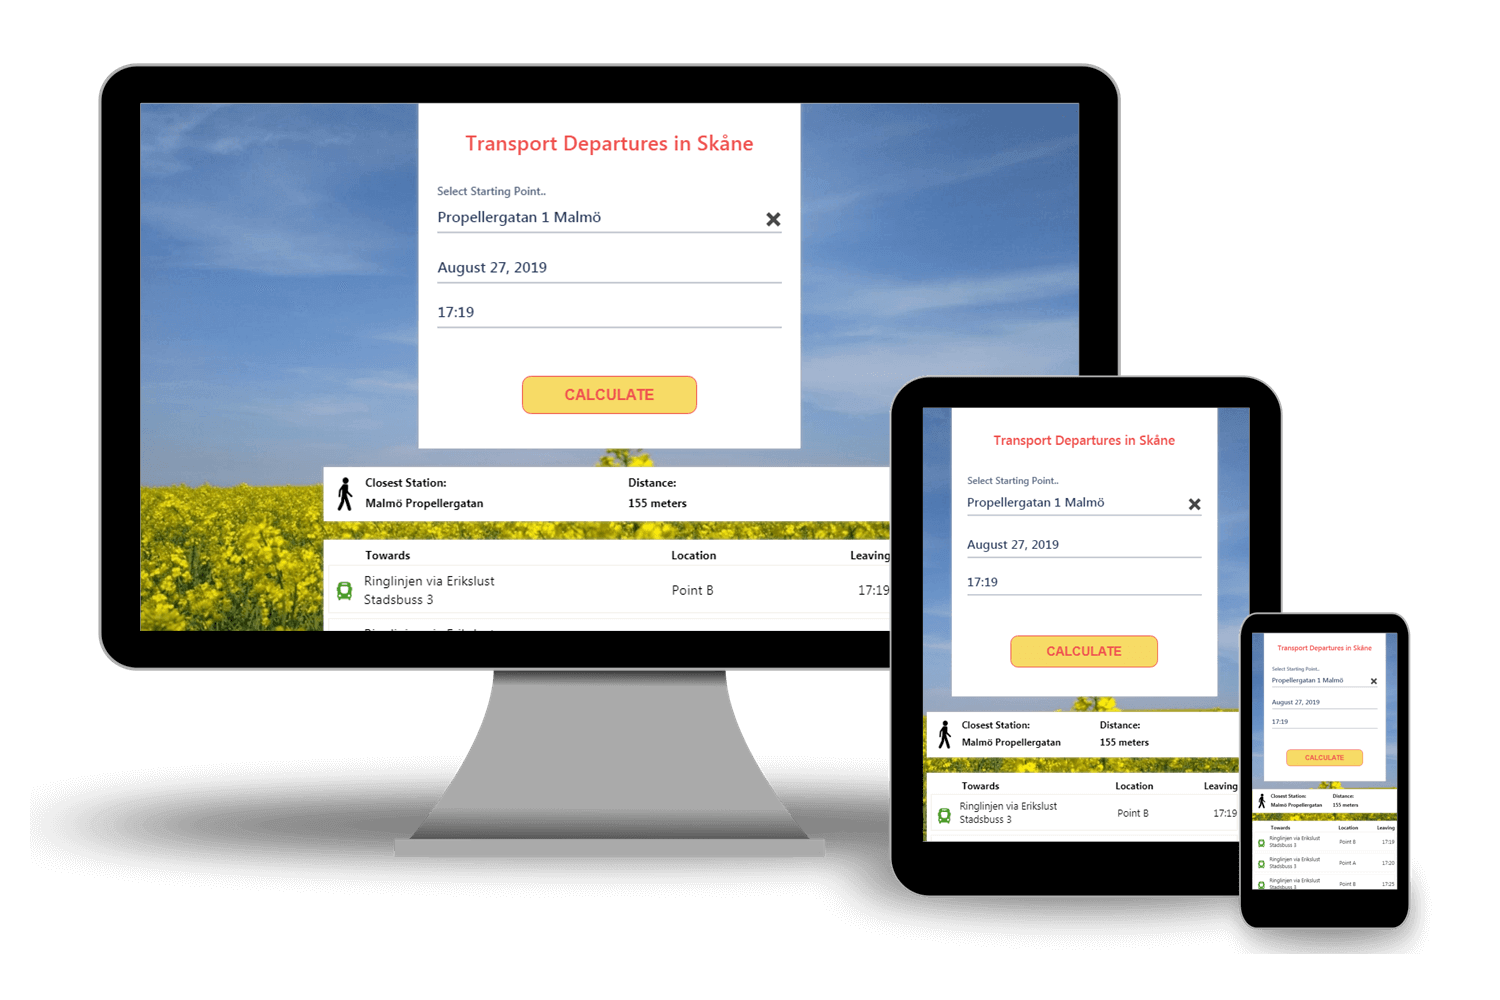 Transport Departures in Skåne
Select Starting Point..
Propellergatan 1 Malmö
August 27, 2019
17:19
CALCULATE
Closest Station: Distance:
Malmö Propellergatan 155 meters
Towards Location Leaving
Ringlinjen via Erikslust
Stadsbuss 3
Point B 17:19
Transport Departures in Skåne
Select Starting Point..
Propellergatan 1 Malmö
August 27, 2019
17:19
CALCULATE
Closest Station: Distance:
Malmö Propellergatan 155 meters
Towards Location Leaving
Ringlinjen via Erikslust
Stadsbuss 3
Point B 17:19
Transport Departures in Skåne
Select Starting Point..
Propellergatan 1 Malmö
August 27, 2019
17:19
CALCULATE
Closest Station: Distance:
Malmö Propellergatan 155 meters
Towards Location Leaving
Ringlinjen via Erikslust
Stadsbuss 3
Point B 17:19
Ringlinjen via Erikslust
Stadsbuss 3
Point A 17:20
Ringlinjen via Erikslust
Stadsbuss 3
Point B 17:25